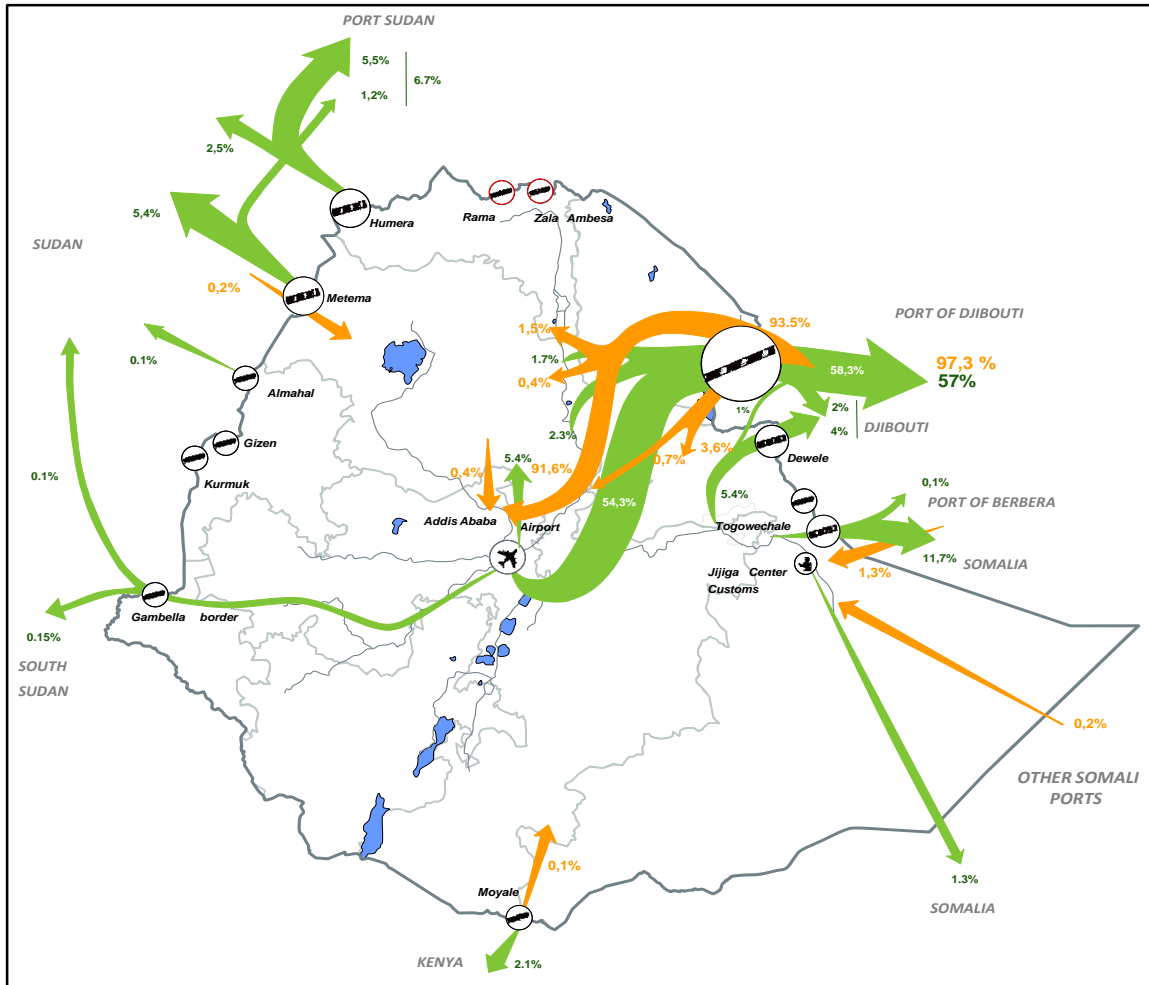 PORT SUDAN
5,5%
6.7%
1,2%
2,5%
5,4%
SUDAN
Humera
Rama
Zala Ambesa
Metema
0,2%
0.1%
Almahal
Gizen
Kurmuk
0.1%
1,5%
1.7%
0,4%
2.3%
93.5%
PORT OF DJIBOUTI
97,3 %
57%
58,3%
1%
2%
4%
DJIBOUTI
3,6%
0,7%
Dewele
0,4%
5.4%
91,6%
54,3%
5.4%
0,1%
PORT OF BERBERA
Addis Ababa Airport
Togowechale
11,7%
SOMALIA
1,3%
Jijiga Center
Customs
Gambella border
0.15%
SOUTH
SUDAN
0,2%
OTHER SOMALI
PORTS
0,1%
1.3%
SOMALIA
Moyale
KENYA
2.1%